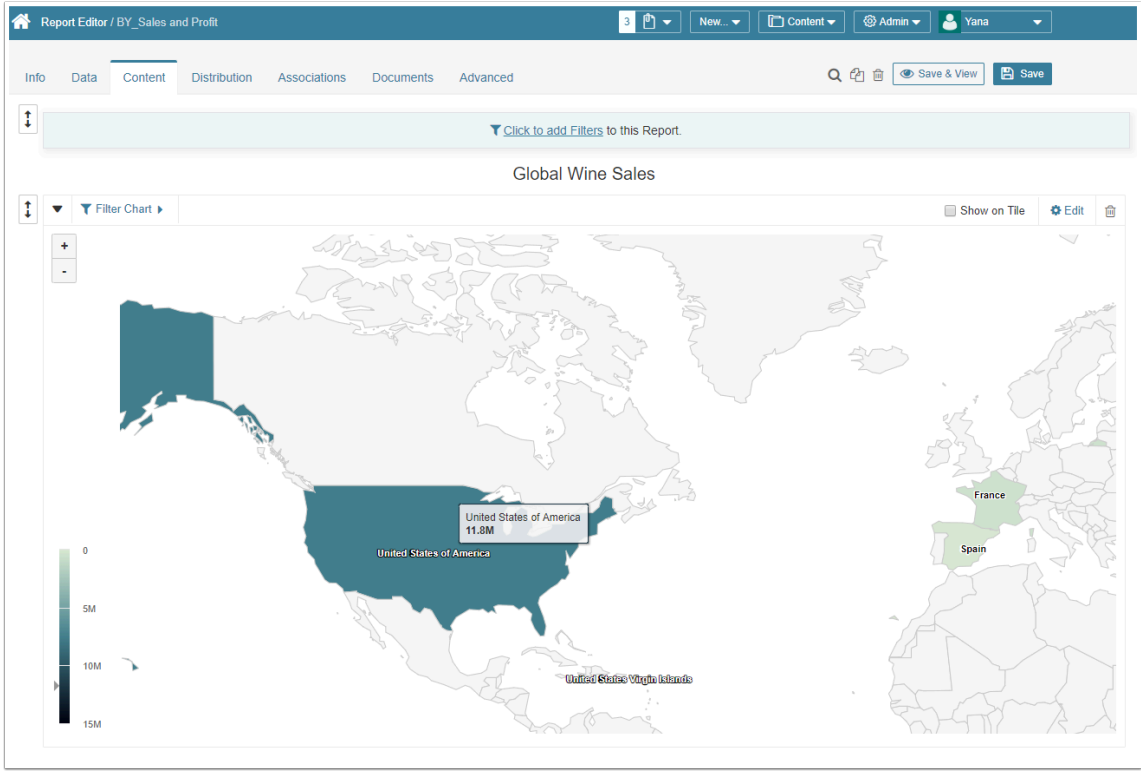 Report Editor / BY_Sales and Profit
3
New...
Content
Admin
Yana
Info
Data
Content
Distribution
Associations
Documents
Advanced
Save & View
Save
Click to add Filters to this Report.
Global Wine Sales
Filter Chart
Show on Tile
Edit
+
-
France
United States of America
11.8M
United States of America
Spain
0
5M
10M
15M
United States Virgin Islands